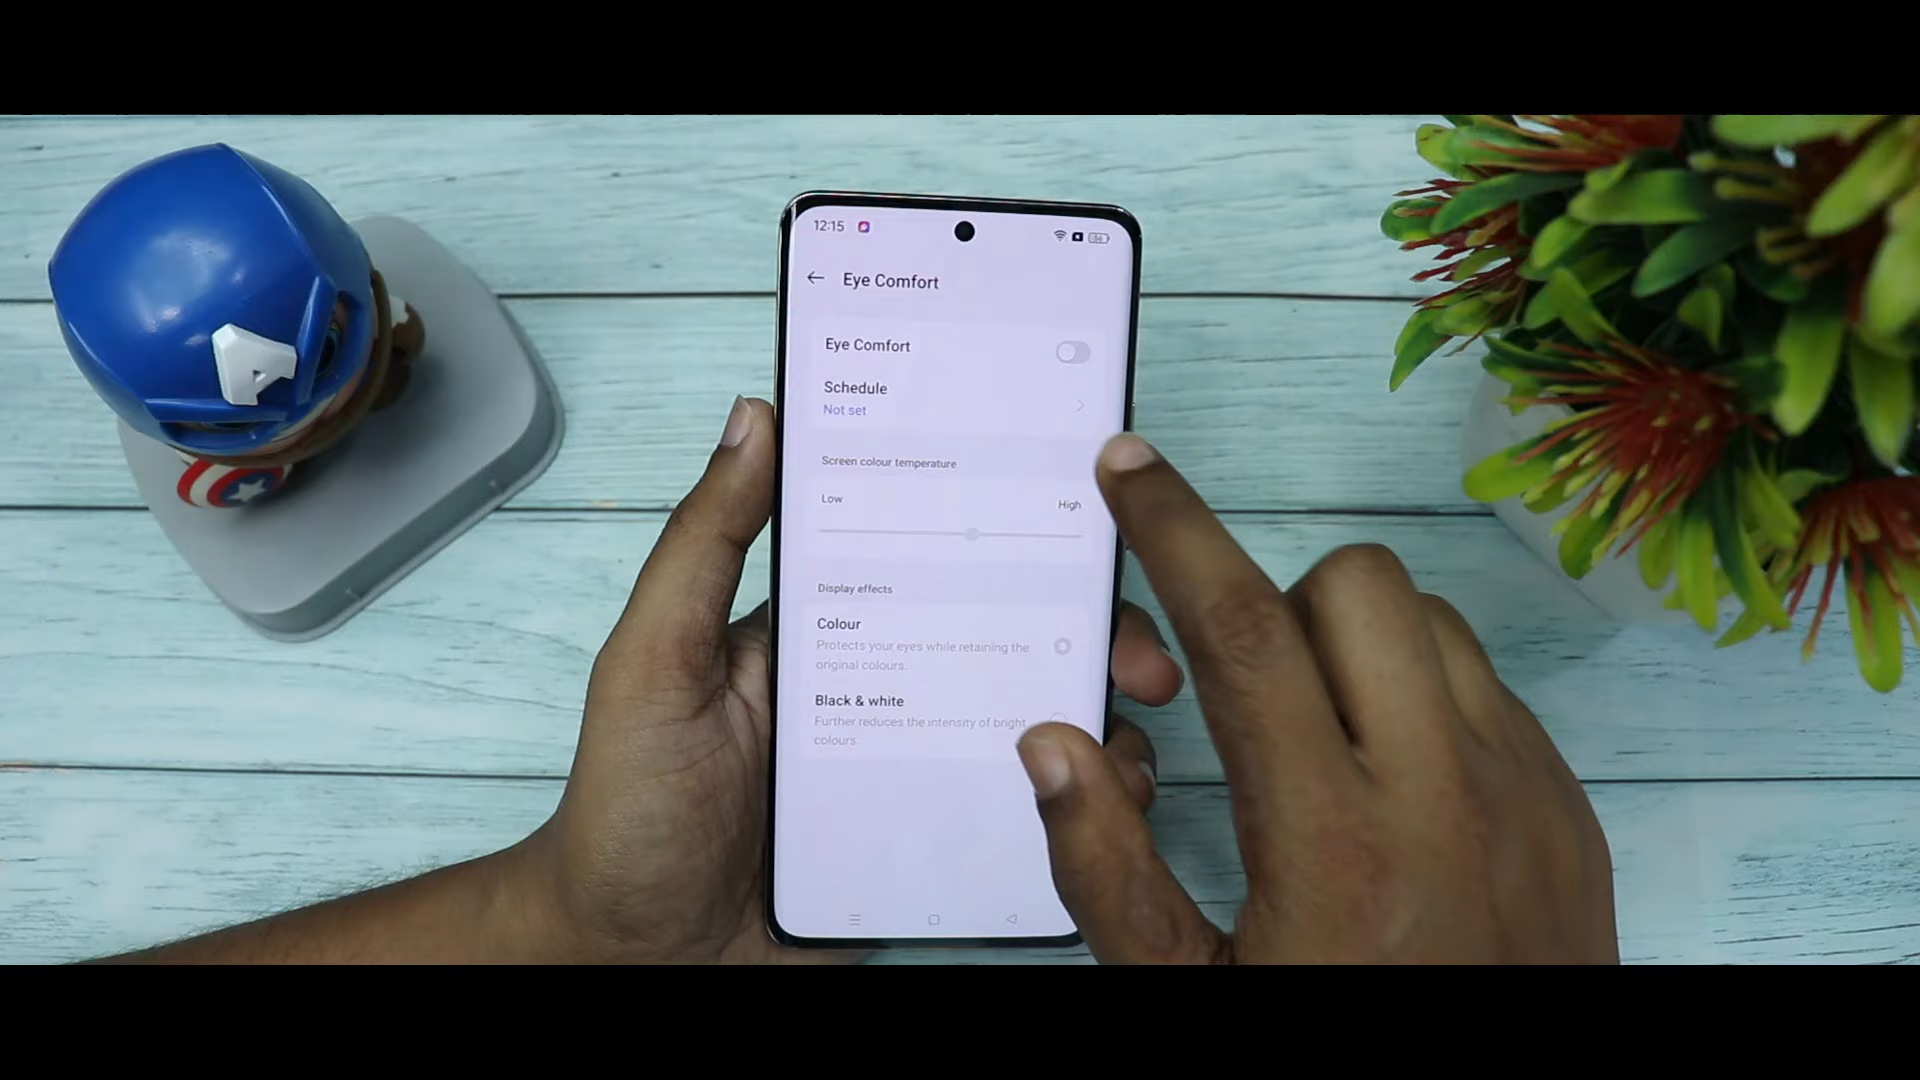 12:15
56
Eye Comfort
Eye Comfort
Schedule
Not set
Screen colour temperature
Low
High
Display effects
Colour
Protects your eyes while retaining the
original colours.
Black & white
Further reduces the intensity of bright
colours
A